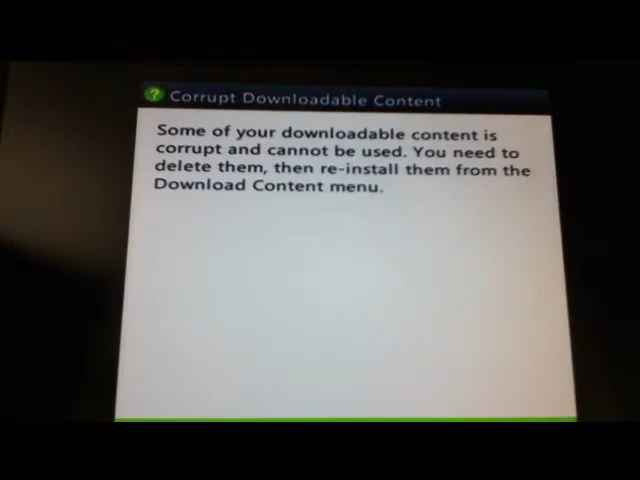 ? Corrupt Downloadable Content
Some of your downloadable content is
corrupt and cannot be used. You need to
delete them, then re-install them from the
Download Content menu.